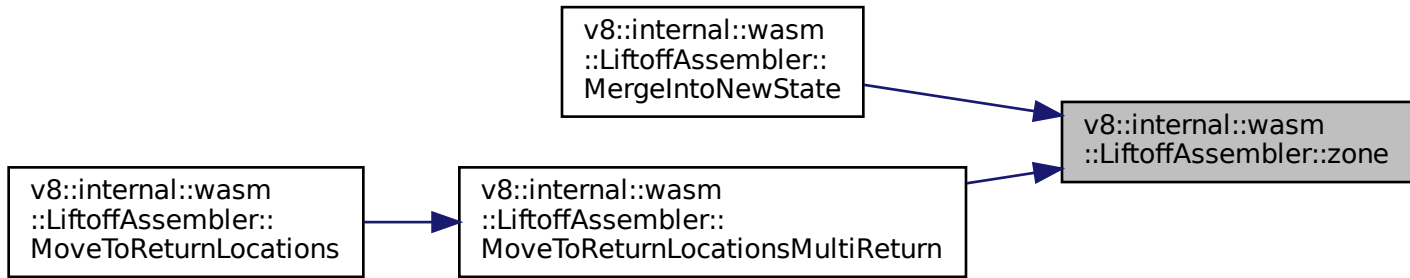 v8::internal::wasm
::LiftoffAssembler::
MergeIntoNewState
v8::internal::wasm
::LiftoffAssembler::zone
v8::internal::wasm
::LiftoffAssembler::
MoveToReturnLocations
v8::internal::wasm
::LiftoffAssembler::
MoveToReturnLocationsMultiReturn